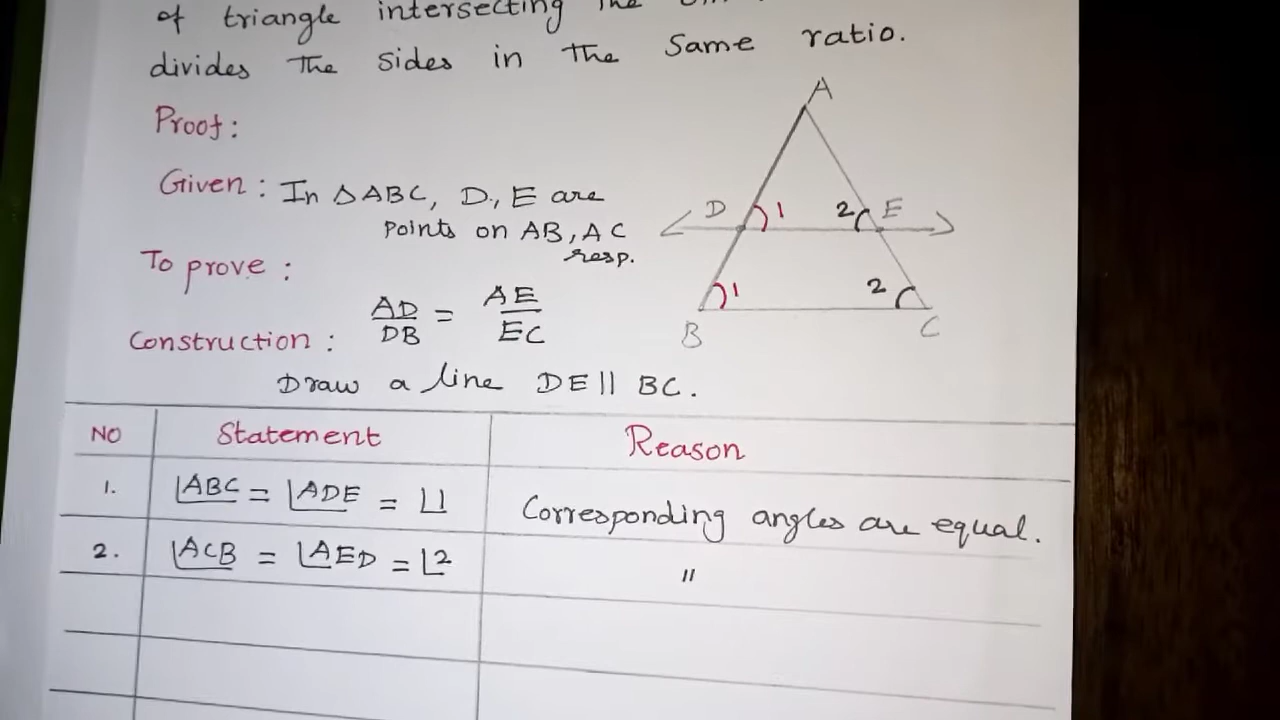 of triangle intersecting the
divides the sides in the same ratio.
Proof:
Given: In △ABC, D, E are
points on AB, AC
resp.
To prove:
AD/DB = AE/EC
Construction:
Draw a line DE || BC.
A
D 1 2 E
1 2
B C
NO Statement Reason
1. ∠ABC = ∠ADE = ∠1 Corresponding angles are equal.
2. ∠ACB = ∠AED = ∠2 "